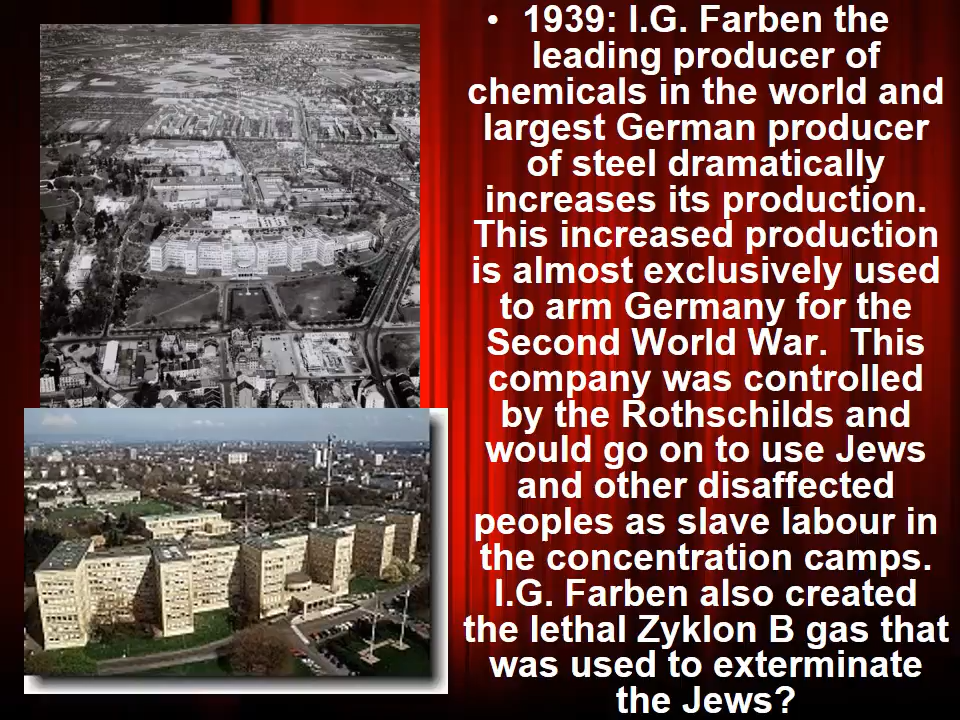 • 1939: I.G. Farben the
leading producer of
chemicals in the world and
largest German producer
of steel dramatically
increases its production.
This increased production
is almost exclusively used
to arm Germany for the
Second World War.  This
company was controlled
by the Rothschilds and
would go on to use Jews
and other disaffected
peoples as slave labour in
the concentration camps.
I.G. Farben also created
the lethal Zyklon B gas that
was used to exterminate
the Jews?